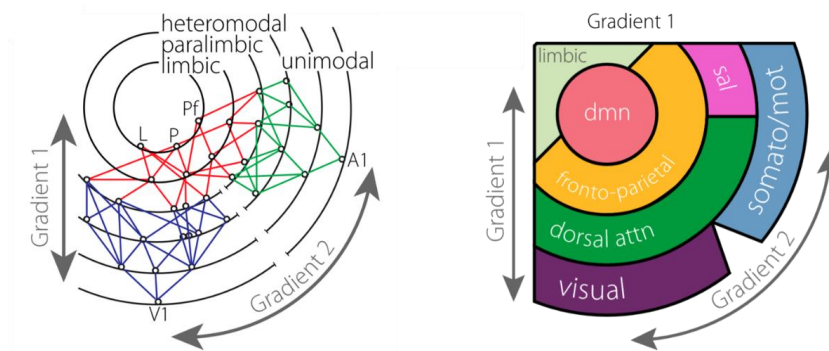 heteromodal
paralimbic
limbic
unimodal
Pf
L
P
A1
V1
Gradient 1
Gradient 2
Gradient 1
limbic
sal
dmn
somato/mot
fronto-parietal
dorsal attn
visual
Gradient 1
Gradient 2